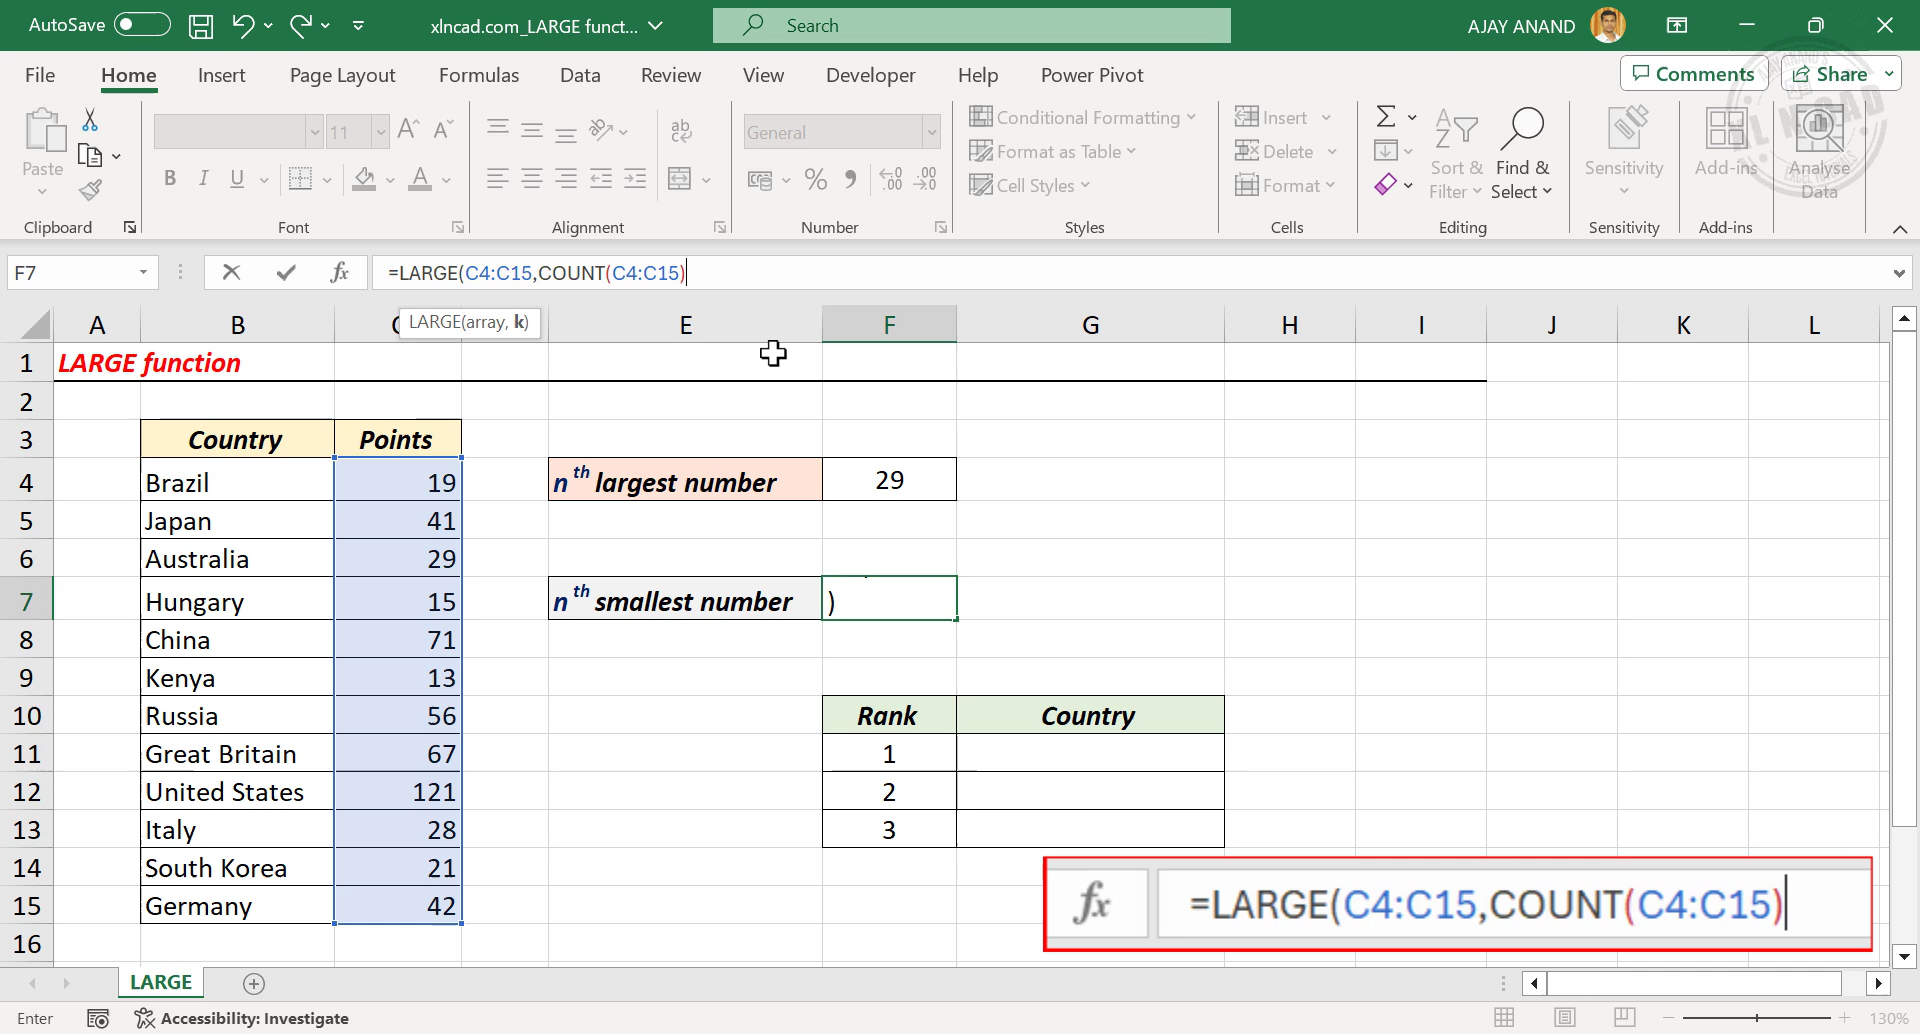 AutoSave
xlncad.com_LARGE funct...
Search
AJAY ANAND
File Home Insert Page Layout Formulas Data Review View Developer Help Power Pivot
Comments Share
Paste
11
General
Conditional Formatting
Format as Table
Cell Styles
Insert
Delete
Format
Sort & Filter
Find & Select
Sensitivity
Add-ins
Analyse Data
Clipboard Font Alignment Number Styles Cells Editing Sensitivity Add-ins
F7
=LARGE(C4:C15,COUNT(C4:C15)
LARGE(array, k)
A B C E F G H I J K L
1 LARGE function
2
3 Country Points
4 Brazil 19 nth largest number 29
5 Japan 41
6 Australia 29
7 Hungary 15 nth smallest number )
8 China 71
9 Kenya 13
10 Russia 56 Rank Country
11 Great Britain 67 1
12 United States 121 2
13 Italy 28 3
14 South Korea 21
15 Germany 42
16
fx =LARGE(C4:C15,COUNT(C4:C15)
LARGE
Enter Accessibility: Investigate 130%